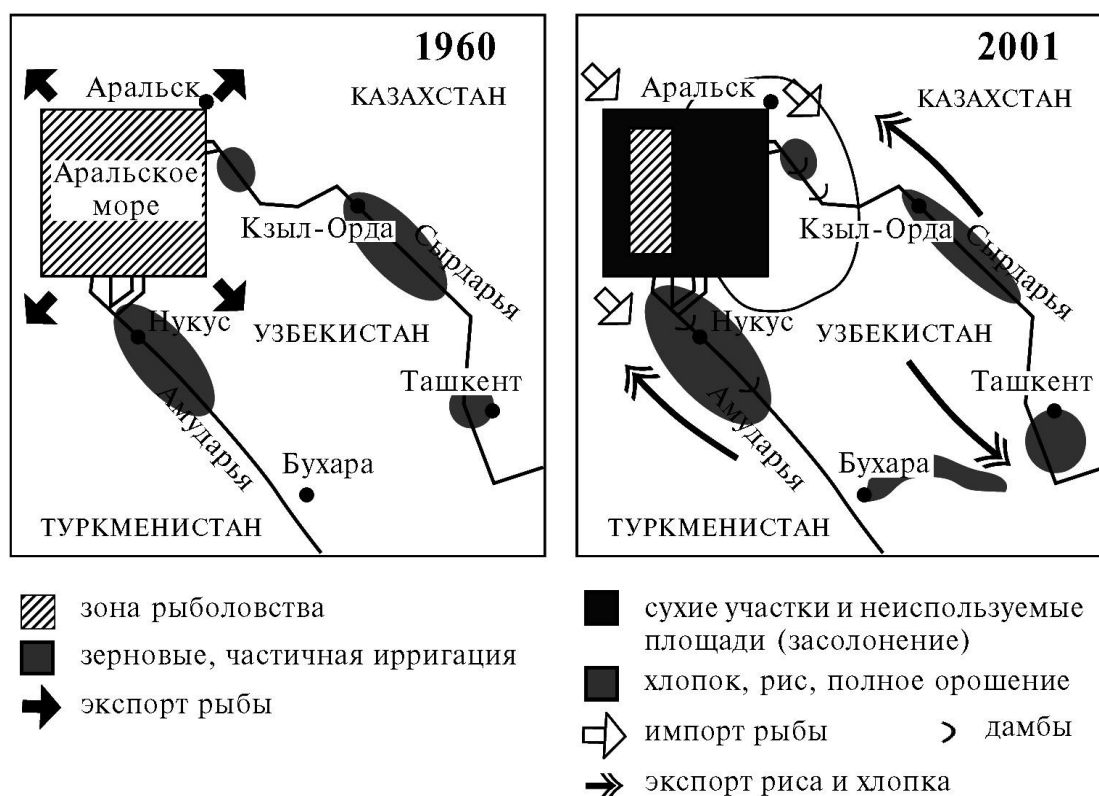 1960
Аральск
КАЗАХСТАН
Аральское
море
Кзыл-Орда
Сырдарья
Нукус
УЗБЕКИСТАН
Ташкент
Амударья
Бухара
ТУРКМЕНИСТАН
зона рыболовства
зерновые, частичная ирригация
экспорт рыбы
2001
Аральск
КАЗАХСТАН
Кзыл-Орда
Сырдарья
Нукус
УЗБЕКИСТАН
Ташкент
Амударья
Бухара
ТУРКМЕНИСТАН
сухие участки и неиспользуемые
площади (засолонение)
хлопок, рис, полное орошение
импорт рыбы
дамбы
экспорт риса и хлопка